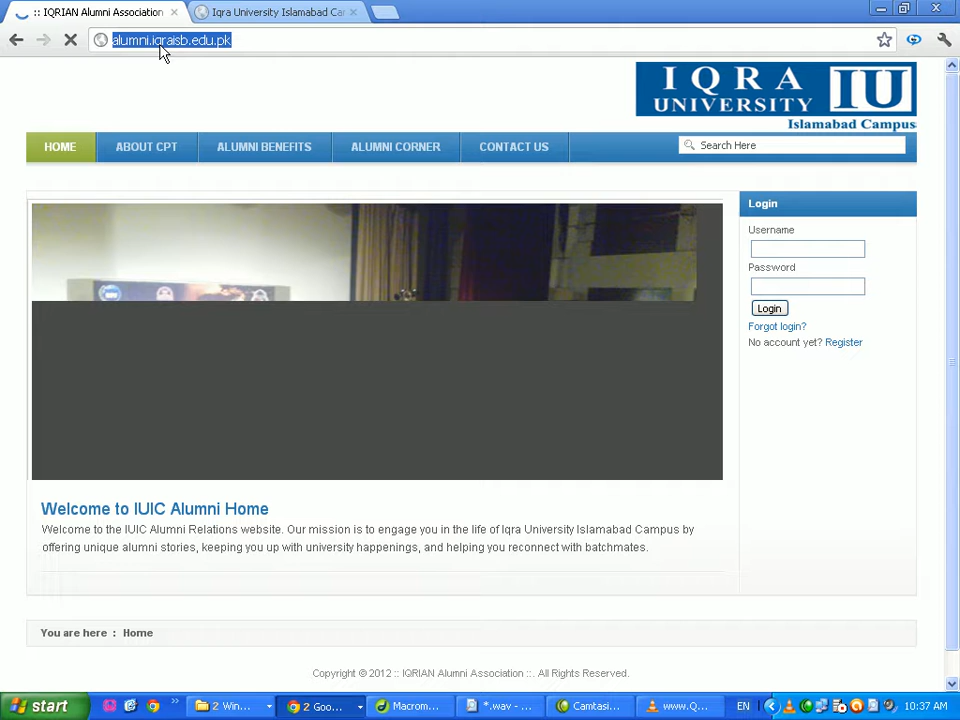 :: IQRIAN Alumni Association
Iqra University Islamabad Ca
alumni.iqraisb.edu.pk
IQRA
UNIVERSITY
IU
Islamabad Campus
HOME
ABOUT CPT
ALUMNI BENEFITS
ALUMNI CORNER
CONTACT US
Search Here
Login
Username
Password
Login
Forgot login?
No account yet? Register
Welcome to IUIC Alumni Home
Welcome to the IUIC Alumni Relations website. Our mission is to engage you in the life of Iqra University Islamabad Campus by
offering unique alumni stories, keeping you up with university happenings, and helping you reconnect with batchmates.
You are here : Home
Copyright © 2012 :: IQRIAN Alumni Association ::. All Rights Reserved.
start
2 Win...
2 Goo...
Macrom...
*.wav - ...
Camtasi...
www.Q...
EN
10:37 AM